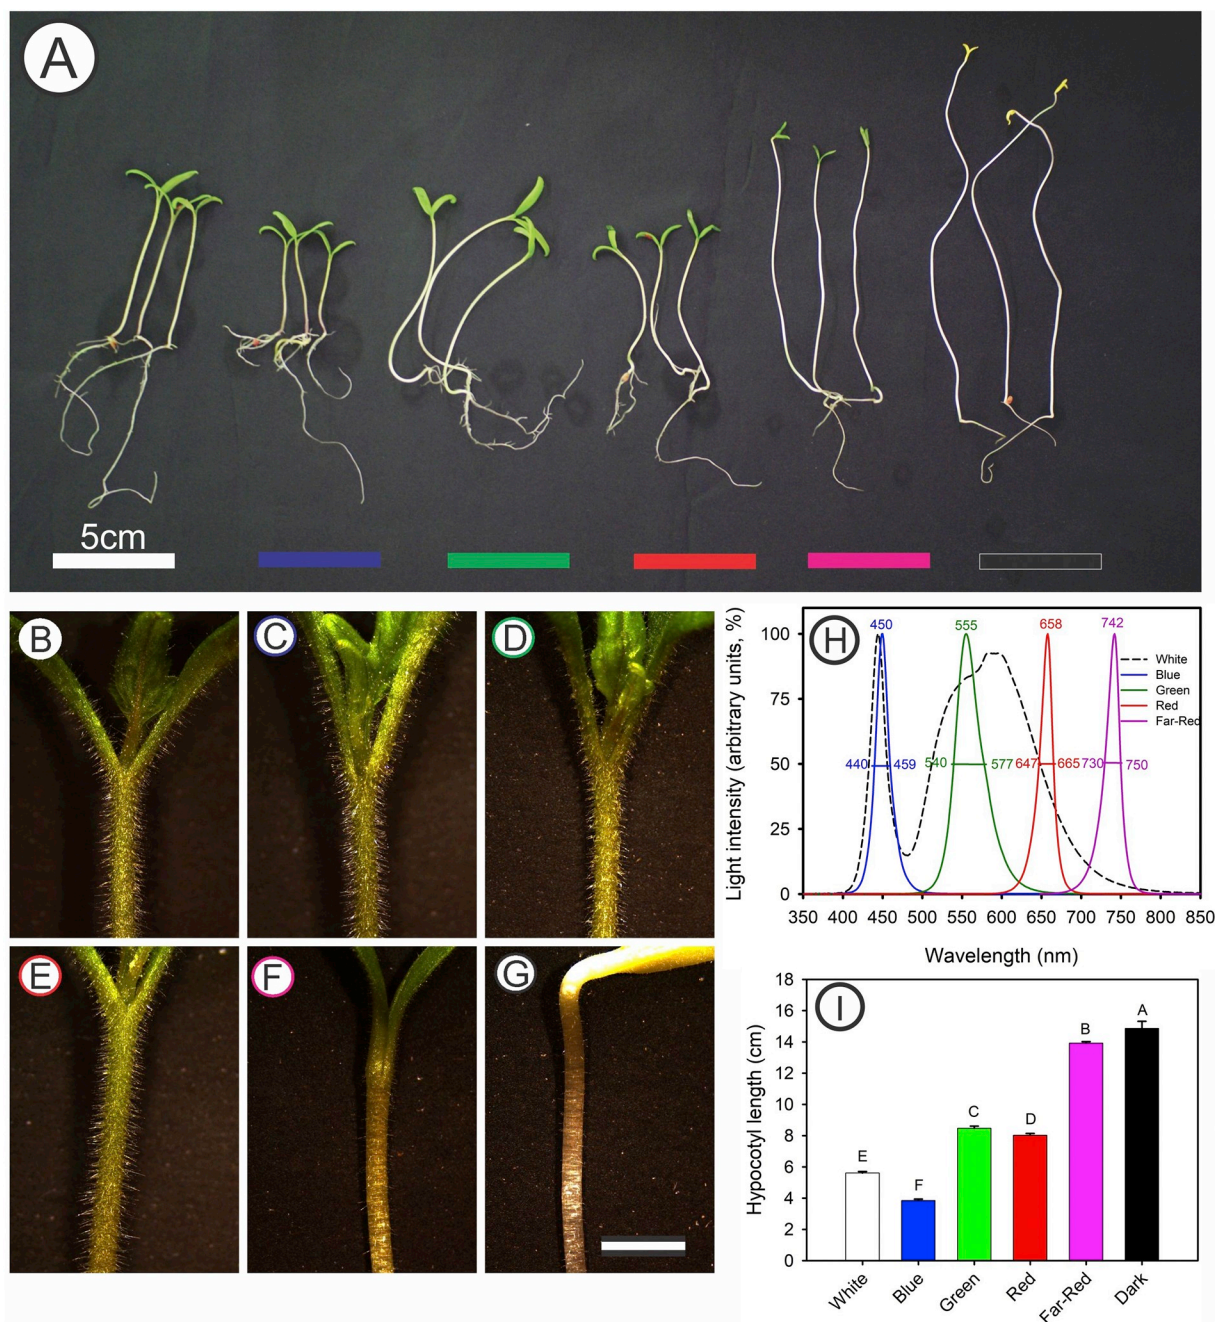 A
5cm
B
C
D
E
F
G
H
Light intensity (arbitrary units, %)
100
75
50
25
0
450
555
658
742
White
Blue
Green
Red
Far-Red
440
459
540
577
647
665
730
750
350 400 450 500 550 600 650 700 750 800 850
Wavelength (nm)
I
Hypocotyl length (cm)
18
16
14
12
10
8
6
4
2
0
E
F
C
D
B
A
White
Blue
Green
Red
Far-Red
Dark